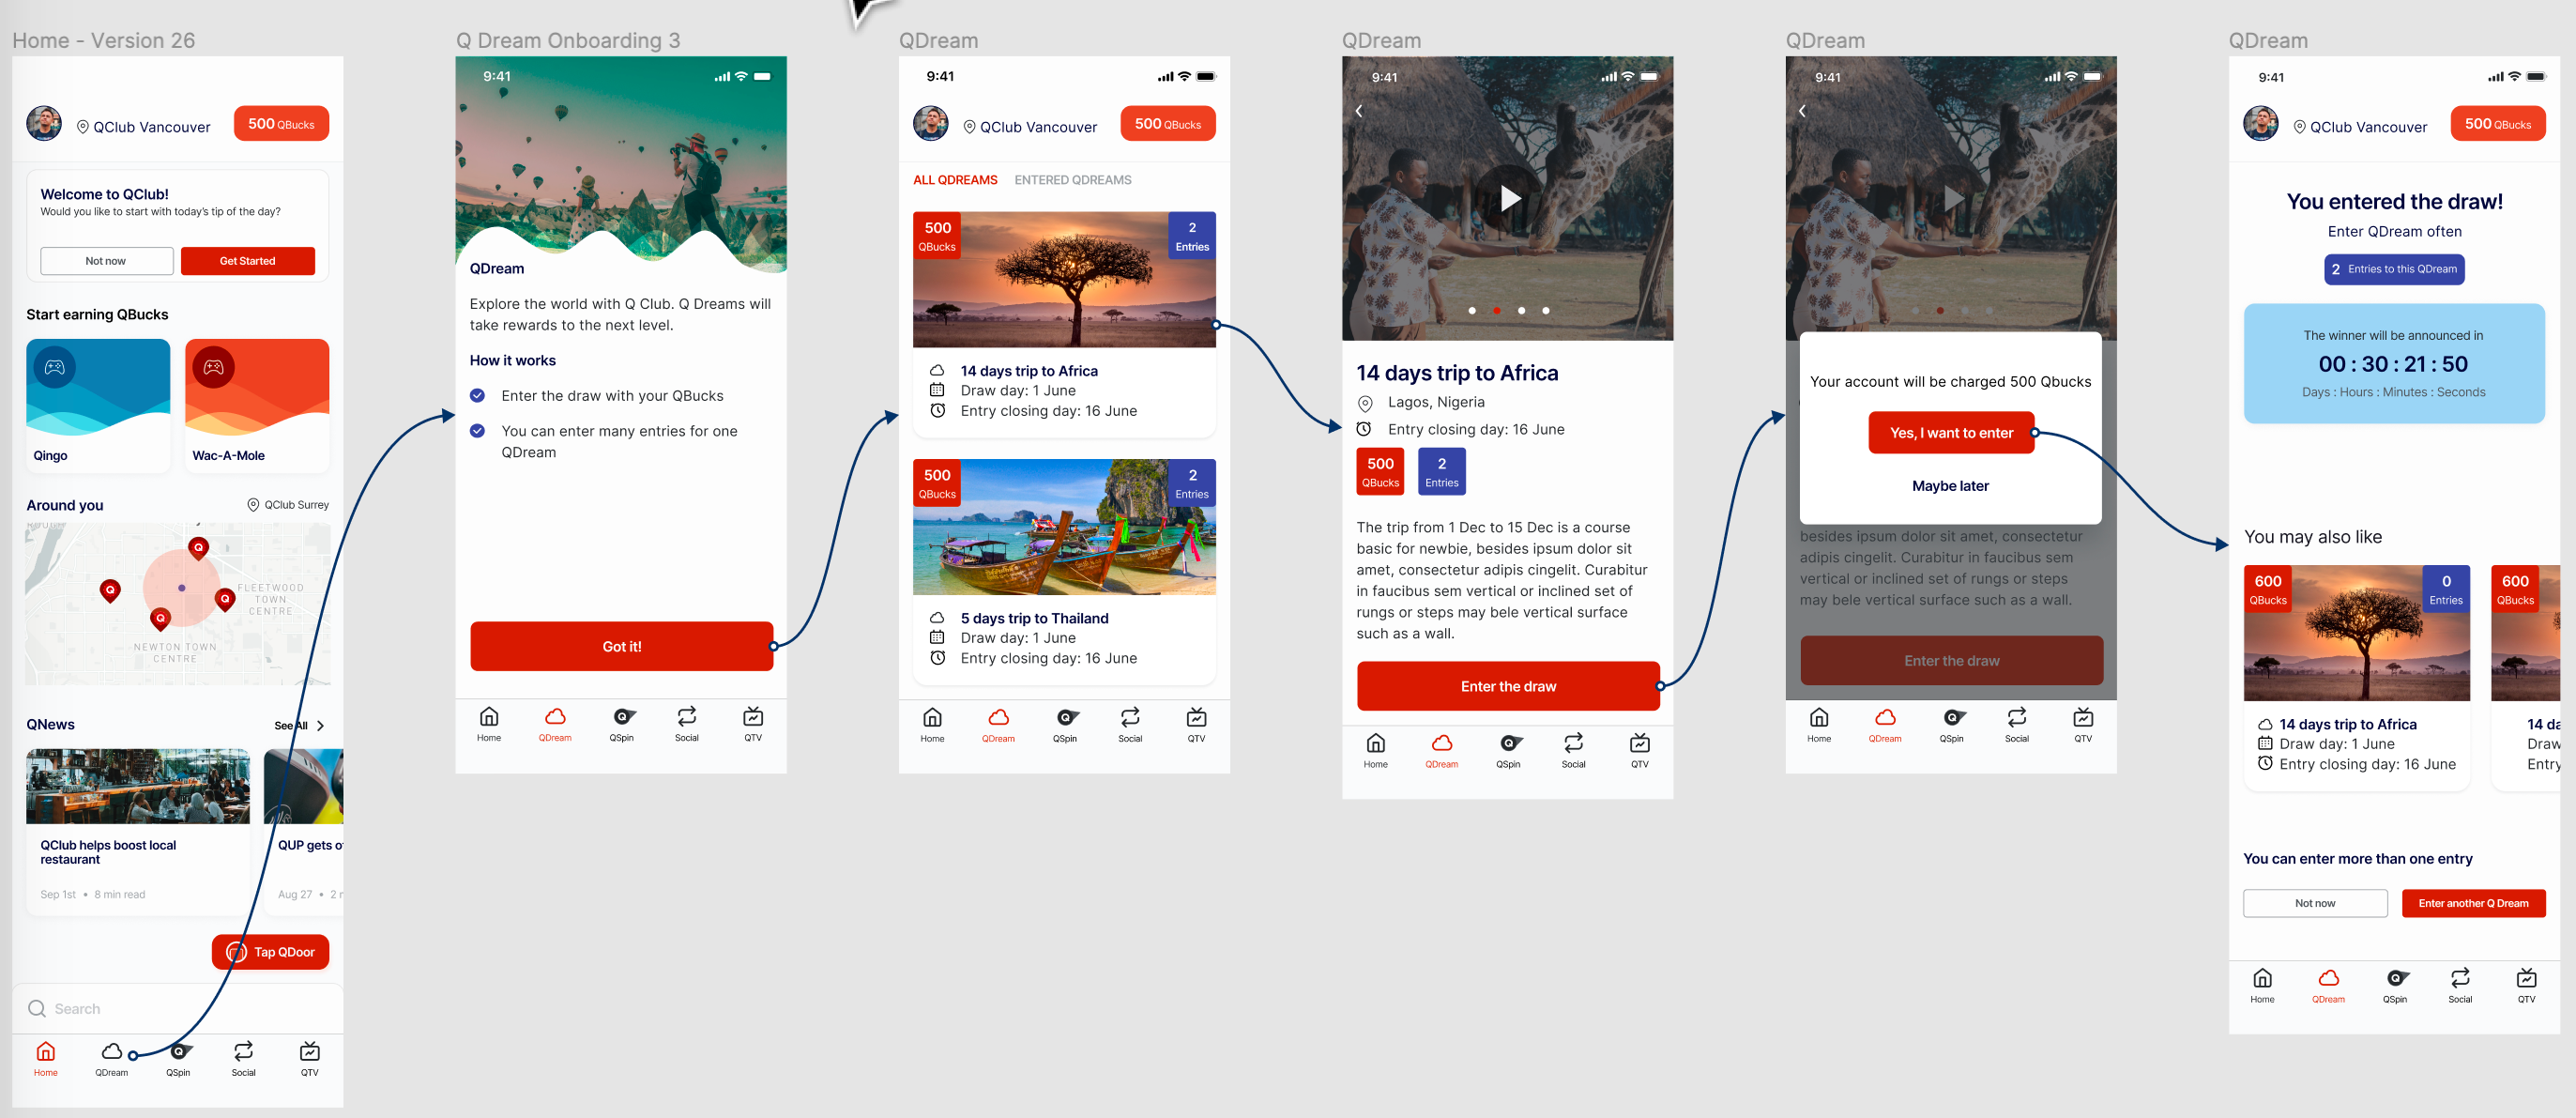 Home - Version 26
QClub Vancouver
500 QBucks
Welcome to QClub!
Would you like to start with today's tip of the day?
Not now
Get Started
Start earning QBucks
Qingo
Wac-A-Mole
Around you
QClub Surrey
FLEETWOOD
TOWN
CENTRE
NEWTON TOWN
CENTRE
QNews
See All
QClub helps boost local
restaurant
Sep 1st • 8 min read
QUP gets
Aug 27 • 2
Tap QDoor
Search
Home
QDream
QSpin
Social
QTV
Q Dream Onboarding 3
9:41
QDream
Explore the world with Q Club. Q Dreams will
take rewards to the next level.
How it works
Enter the draw with your QBucks
You can enter many entries for one
QDream
Got it!
Home
QDream
QSpin
Social
QTV
QDream
9:41
QClub Vancouver
500 QBucks
ALL QDREAMS
ENTERED QDREAMS
500
QBucks
2
Entries
14 days trip to Africa
Draw day: 1 June
Entry closing day: 16 June
500
QBucks
2
Entries
5 days trip to Thailand
Draw day: 1 June
Entry closing day: 16 June
Home
QDream
QSpin
Social
QTV
QDream
9:41
14 days trip to Africa
Lagos, Nigeria
Entry closing day: 16 June
500
QBucks
2
Entries
The trip from 1 Dec to 15 Dec is a course
basic for newbie, besides ipsum dolor sit
amet, consectetur adipis cingelit. Curabitur
in faucibus sem vertical or inclined set of
rungs or steps may bele vertical surface
such as a wall.
Enter the draw
Home
QDream
QSpin
Social
QTV
QDream
9:41
Your account will be charged 500 Qbucks
Yes, I want to enter
Maybe later
besides ipsum dolor sit amet, consectetur
adipis cingelit. Curabitur in faucibus sem
vertical or inclined set of rungs or steps
may bele vertical surface such as a wall.
Enter the draw
Home
QDream
QSpin
Social
QTV
QDream
9:41
QClub Vancouver
500 QBucks
You entered the draw!
Enter QDream often
2 Entries to this QDream
The winner will be announced in
00 : 30 : 21 : 50
Days : Hours : Minutes : Seconds
You may also like
600
QBucks
0
Entries
14 days trip to Africa
Draw day: 1 June
Entry closing day: 16 June
600
QBucks
14
Draw
Entry
You can enter more than one entry
Not now
Enter another Q Dream
Home
QDream
QSpin
Social
QTV